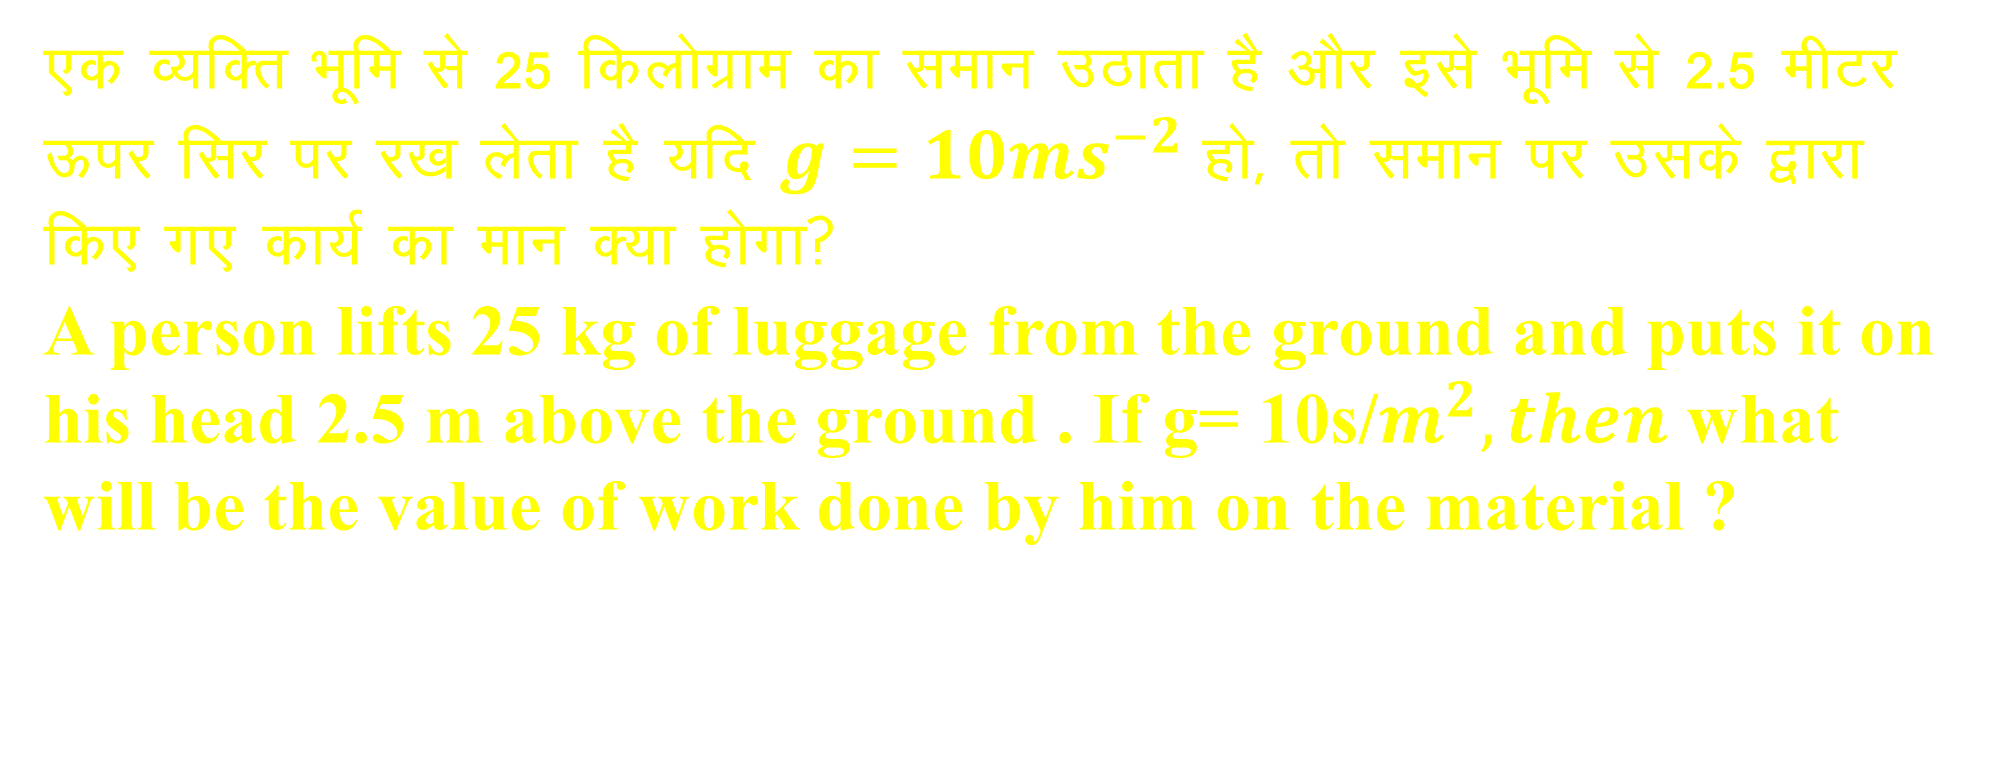 एक व्यक्ति भूमि से 25 किलोग्राम का समान उठाता है और इसे भूमि से 2.5 मीटर
ऊपर सिर पर रख लेता है यदि g = 10ms⁻² हो, तो समान पर उसके द्वारा
किए गए कार्य का मान क्या होगा?
A person lifts 25 kg of luggage from the ground and puts it on
his head 2.5 m above the ground . If g= 10s/m², then what
will be the value of work done by him on the material ?